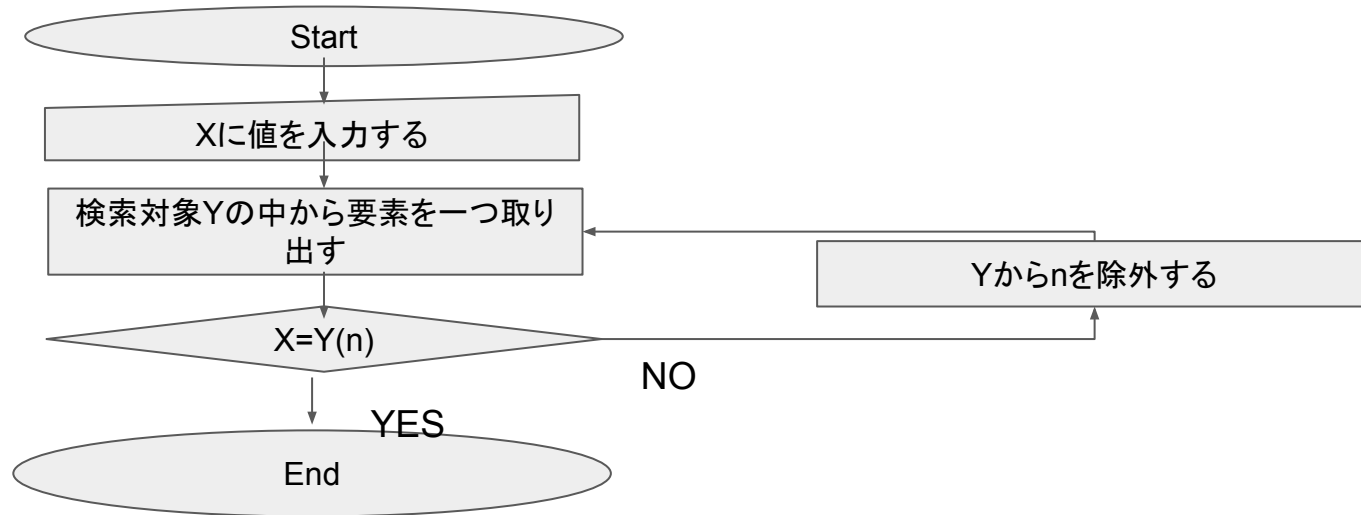 Start
Xに値を入力する
検索対象Yの中から要素を一つ取り
出す
Yからnを除外する
X=Y(n)
NO
YES
End